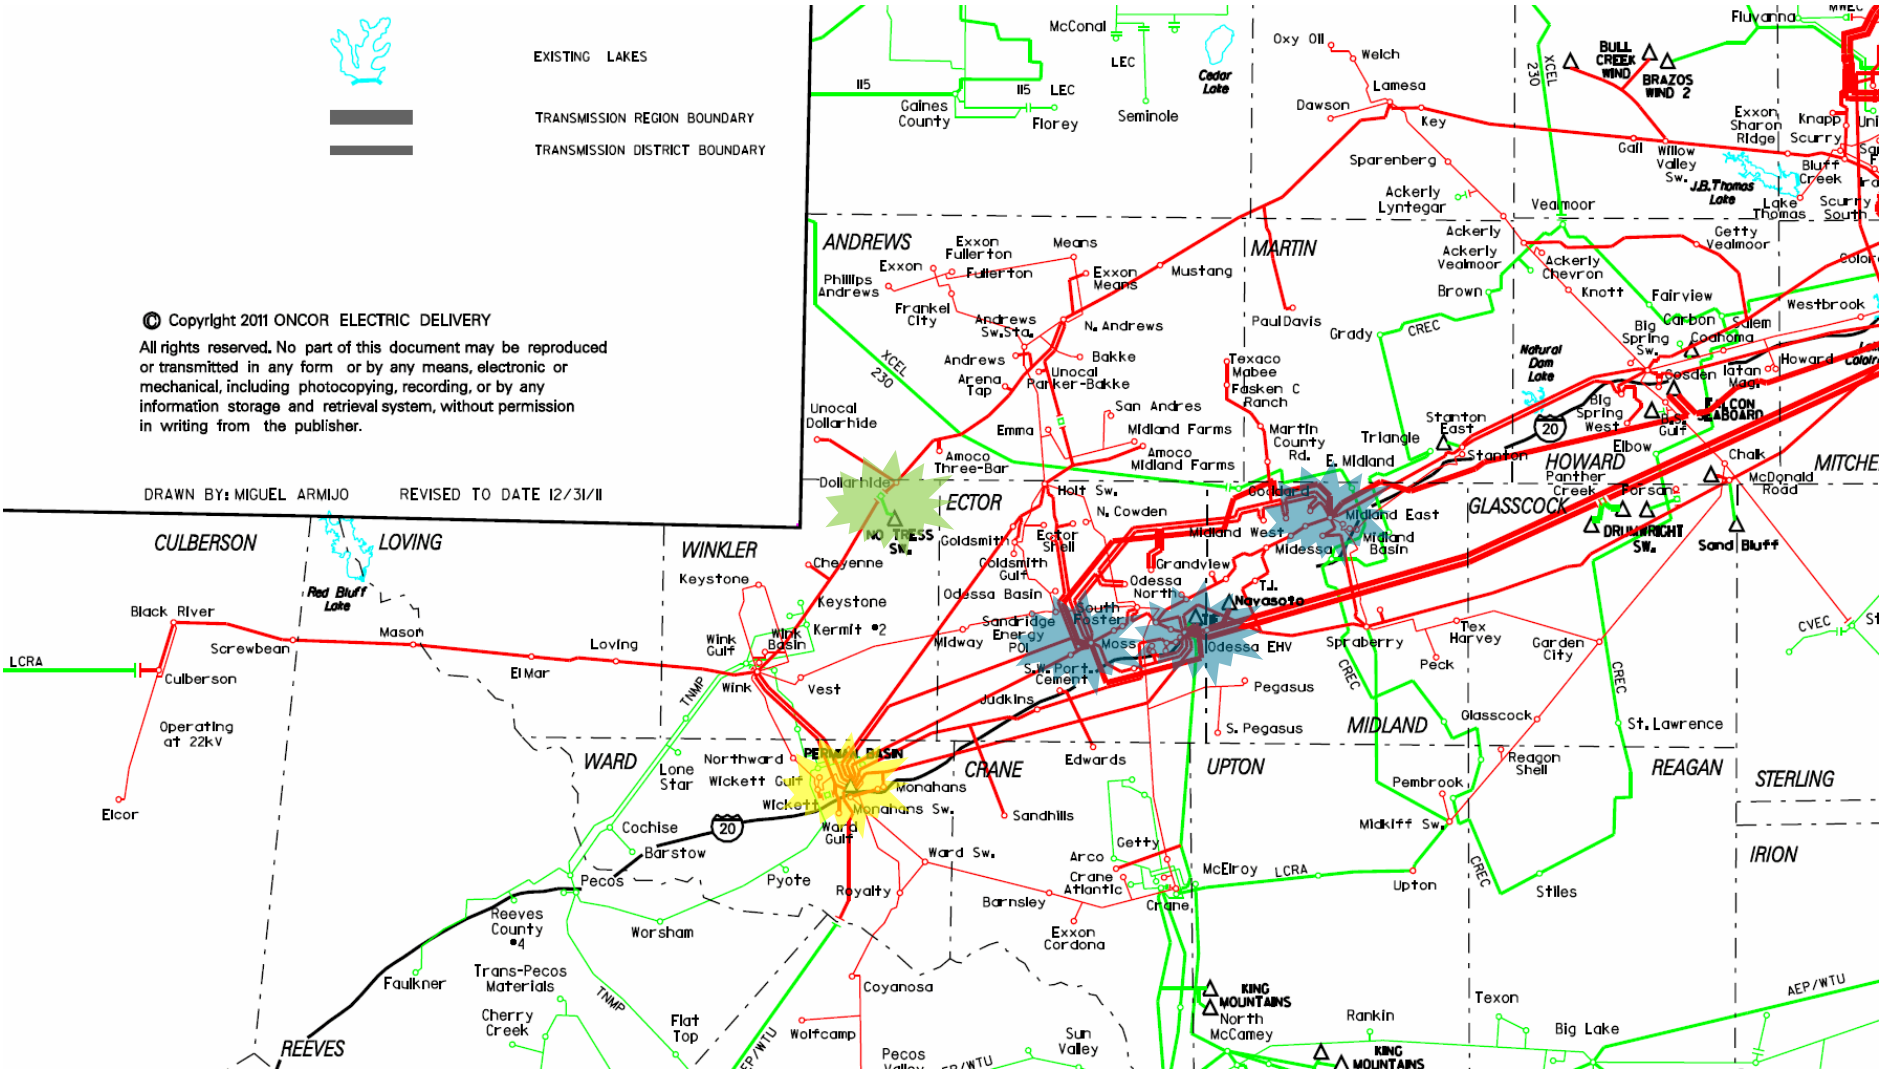 EXISTING LAKES
TRANSMISSION REGION BOUNDARY
TRANSMISSION DISTRICT BOUNDARY
© Copyright 2011 ONCOR ELECTRIC DELIVERY
All rights reserved. No part of this document may be reproduced
or transmitted in any form or by any means, electronic or
mechanical, including photocopying, recording, or by any
information storage and retrieval system, without permission
in writing from the publisher.
DRAWN BY: MIGUEL ARMIJO REVISED TO DATE 12/31/11
McConal
LEC
115
Gaines
County
115 LEC
Florey
Seminole
Cedar
Lake
Oxy Oil
Welch
Lamesa
Dawson
Key
Sparenberg
Ackerly
Lyntegar
XCEL
230
BULL
CREEK
WIND
BRAZOS
WIND 2
Fluvanna
MWEC
Exxon
Sharon
Ridge
Knapp
Scurry
Gail
Willow
Valley
Sw.
J.B.Thomas
Lake
Bluff
Creek
Lake
Thomas
Scurry
South
ANDREWS
Exxon
Fullerton
Means
Exxon
Fullerton
Exxon
Means
Mustang
Phillips
Andrews
Frankel
City
Andrews
Sw.Sta.
N. Andrews
Andrews
Bakke
Arena
Tap
Unocal
Parker-Bakke
XCEL
230
Unocal
Dollarhide
San Andres
Emma
Midland Farms
Amoco
Midland Farms
Amoco
Three-Bar
Dollarhide
MARTIN
Paul Davis
Texaco
Mabee
Fasken C
Ranch
Martin
County
Rd.
Ackerly
Ackerly
Vealmoor
Vealmoor
Getty
Vealmoor
Ackerly
Chevron
Brown
Knott
Grady
CREC
Fairview
Carbon
Salem
Westbrook
Big
Spring
Sw.
Coahoma
Howard
Iatan
Mag.
Cosden
Natural
Dam
Lake
Big
Spring
West
B.S.
Gulf
FALCON
SEABOARD
20
Stanton
East
Triangle
Stanton
Elbow
Chalk
HOWARD
McDonald
Road
E. Midland
Goddard
Midland East
Midland West
Midessa
Midland
Basin
GLASSCOCK
Panther
Creek
Forsan
DRUMWRIGHT
SW.
Sand Bluff
ECTOR
Holt Sw.
N. Cowden
NO TRESS
SW.
Goldsmith
Ector
Shell
Goldsmith
Gulf
Grandview
Odessa Basin
Odessa
North
T.I.
Navasoto
South
Foster
Sandridge
Energy
POI
Moss
Midway
Odessa EHV
S.W. Port.
Cement
Judkins
Pegasus
S. Pegasus
Spraberry
Tex
Harvey
Peck
Garden
City
CREC
CREC
CVEC
MIDLAND
Glasscock
St. Lawrence
CULBERSON
LOVING
WINKLER
Red Bluff
Lake
Keystone
Cheyenne
Keystone
Kermit #2
Wink
Gulf
Wink
Basin
Wink
Vest
TNMP
Black River
Screwbean
Mason
El Mar
Loving
LCRA
Culberson
Operating
at 22kV
Elcor
WARD
Northward
PERMIAN BASIN
Wickett Gulf
Wickett
Monahans
Monahans Sw.
Ward
Gulf
Lone
Star
20
Cochise
Barstow
Pecos
Pyote
Royalty
Ward Sw.
CRANE
Edwards
Sandhills
Getty
Arco
Crane
Atlantic
Crane
Barnsley
Exxon
Cordona
UPTON
McElroy
LCRA
Upton
Pembrook
Midkiff Sw.
Reagan
Shell
REAGAN
CREC
Stiles
STERLING
IRION
Reeves
County
#4
Worsham
Faulkner
Trans-Pecos
Materials
TNMP
Cherry
Creek
Flat
Top
REEVES
Coyanosa
Wolfcamp
Pecos
Sun
Valley
KING
MOUNTAINS
North
McCamey
Rankin
Texon
Big Lake
KING
MOUNTAINS
AEP/WTU